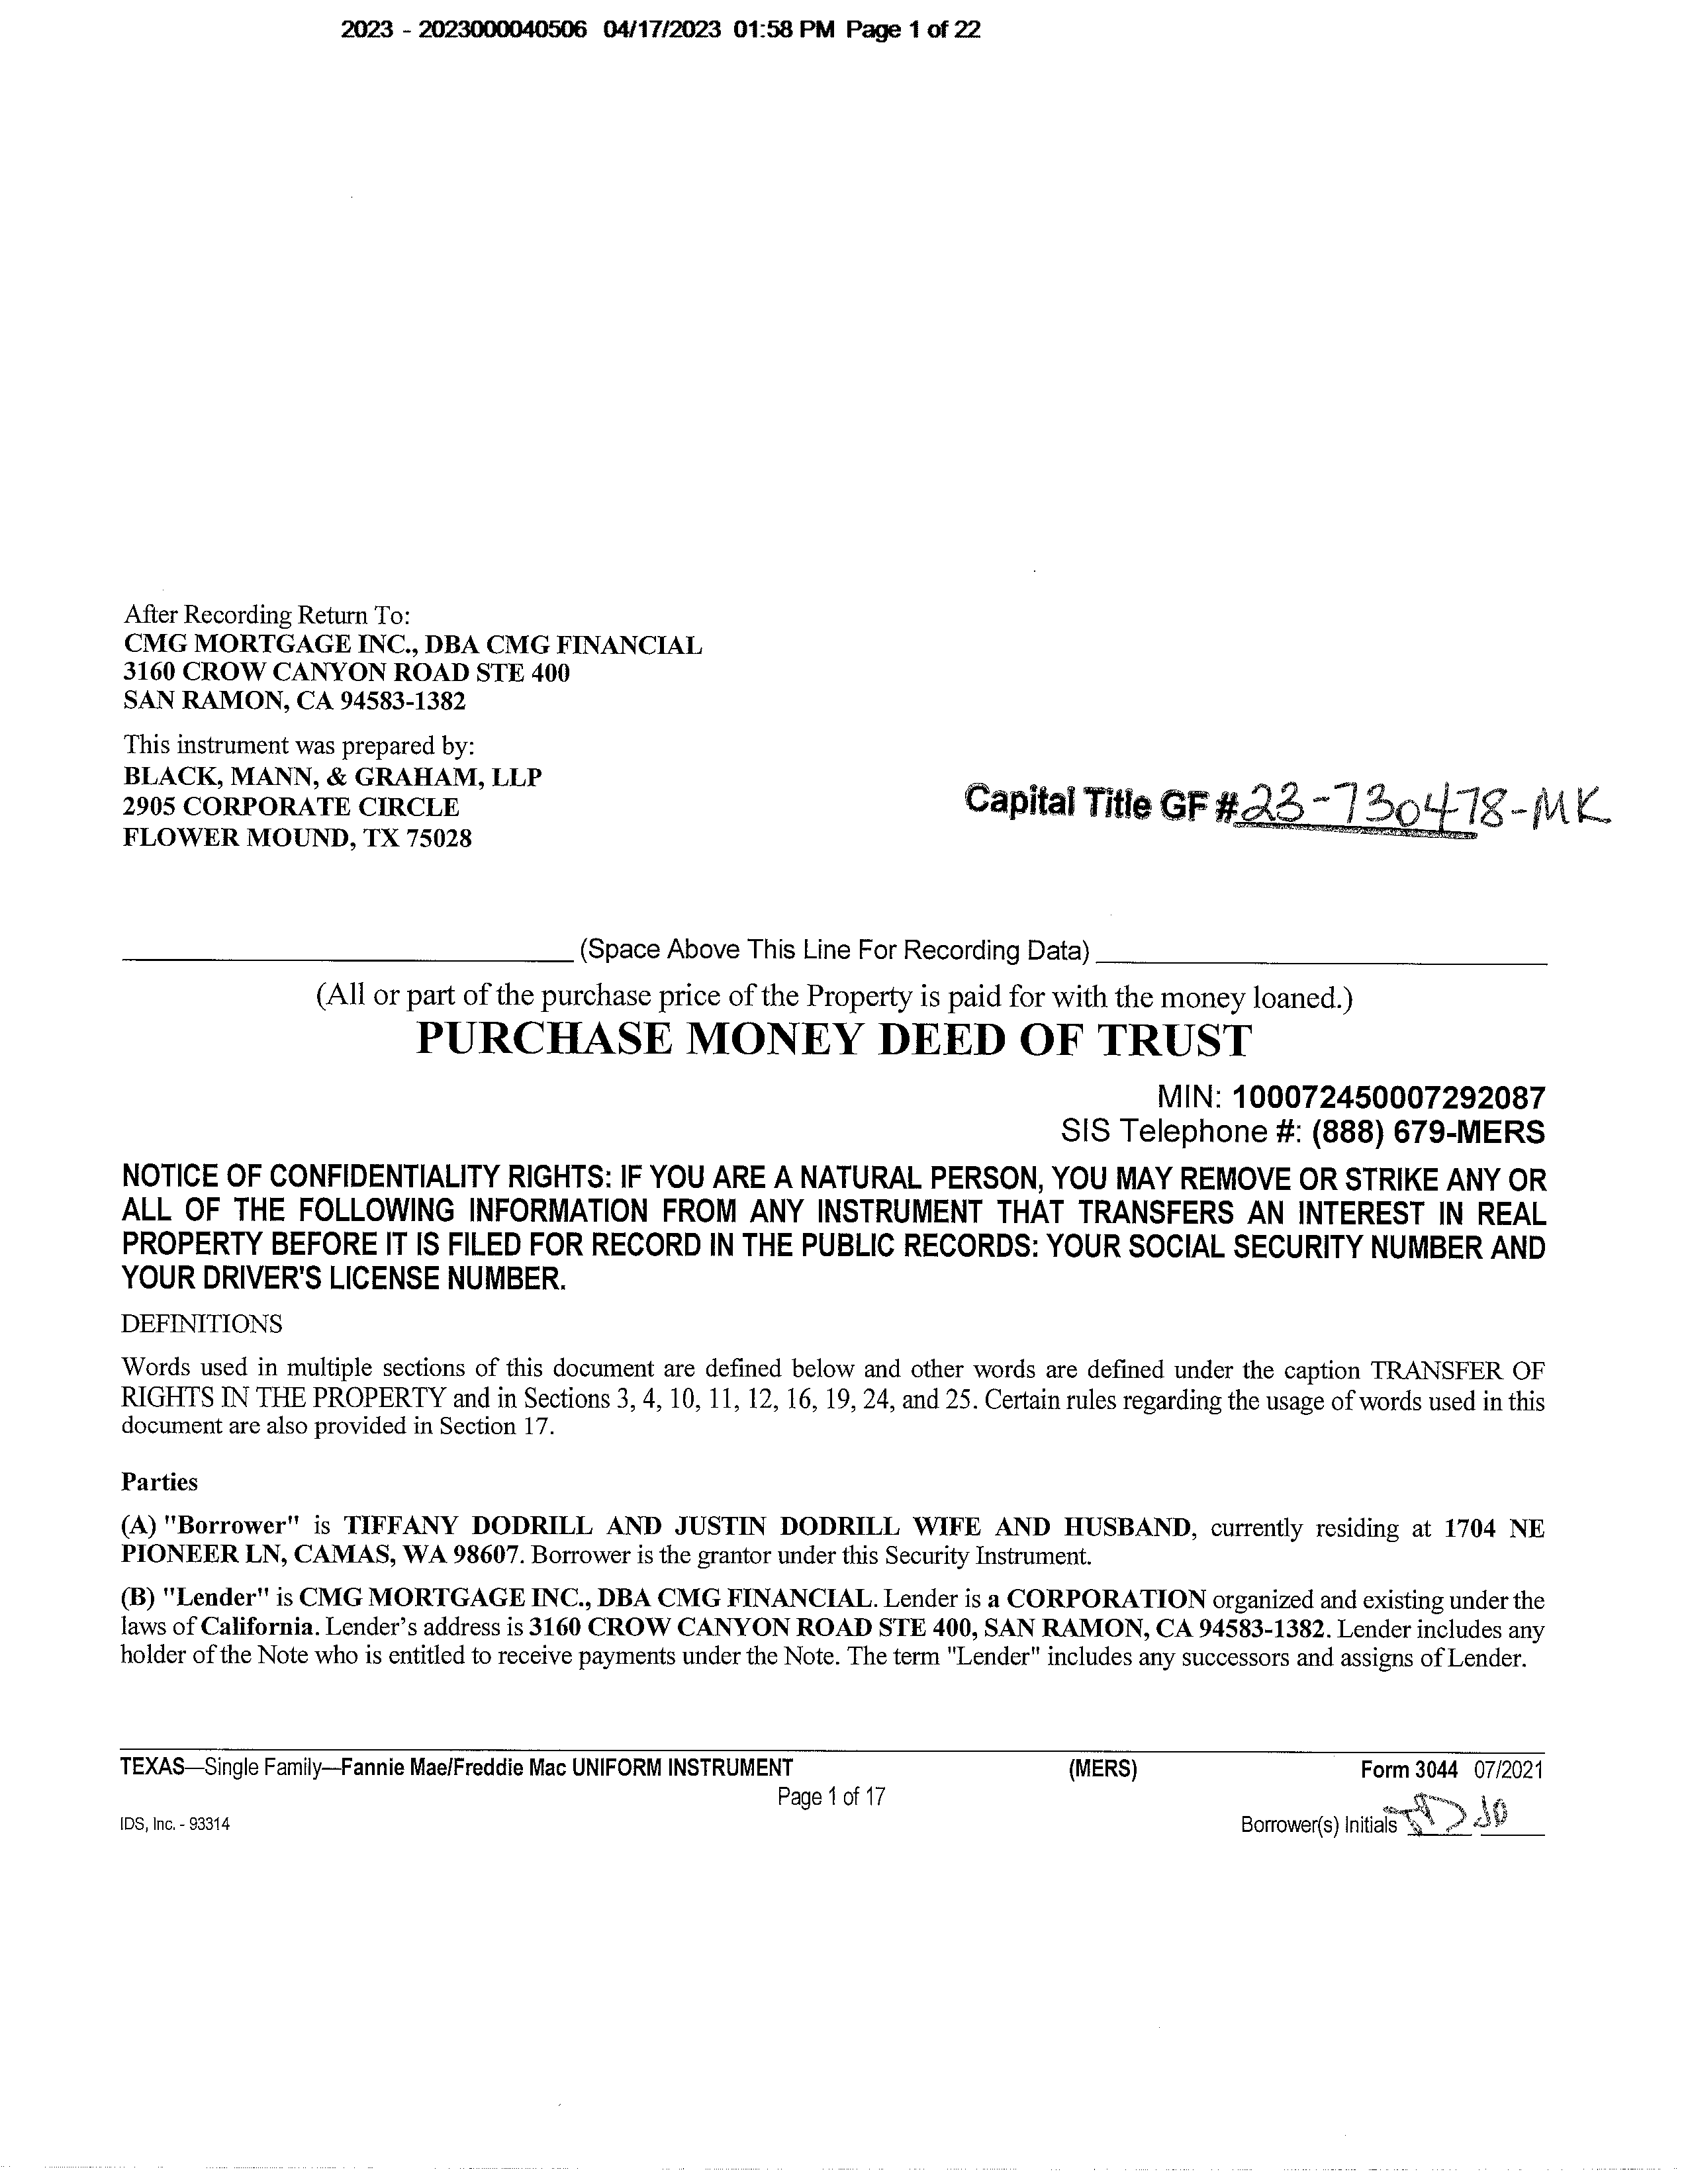 2023 - 2023000040506 04/17/2023 01:58 PM Page 1 of 22
After Recording Return To:
CMG MORTGAGE INC., DBA CMG FINANCIAL
3160 CROW CANYON ROAD STE 400
SAN RAMON, CA 94583-1382
This instrument was prepared by:
BLACK, MANN, & GRAHAM, LLP
2905 CORPORATE CIRCLE
FLOWER MOUND, TX 75028
Capital Title GF # 23-730478-MK
(Space Above This Line For Recording Data)
(All or part of the purchase price of the Property is paid for with the money loaned.)
PURCHASE MONEY DEED OF TRUST
MIN: 100072450007292087
SIS Telephone #: (888) 679-MERS
NOTICE OF CONFIDENTIALITY RIGHTS: IF YOU ARE A NATURAL PERSON, YOU MAY REMOVE OR STRIKE ANY OR
ALL OF THE FOLLOWING INFORMATION FROM ANY INSTRUMENT THAT TRANSFERS AN INTEREST IN REAL
PROPERTY BEFORE IT IS FILED FOR RECORD IN THE PUBLIC RECORDS: YOUR SOCIAL SECURITY NUMBER AND
YOUR DRIVER'S LICENSE NUMBER.
DEFINITIONS
Words used in multiple sections of this document are defined below and other words are defined under the caption TRANSFER OF
RIGHTS IN THE PROPERTY and in Sections 3, 4, 10, 11, 12, 16, 19, 24, and 25. Certain rules regarding the usage of words used in this
document are also provided in Section 17.
Parties
(A) "Borrower" is TIFFANY DODRILL AND JUSTIN DODRILL WIFE AND HUSBAND, currently residing at 1704 NE
PIONEER LN, CAMAS, WA 98607. Borrower is the grantor under this Security Instrument.
(B) "Lender" is CMG MORTGAGE INC., DBA CMG FINANCIAL. Lender is a CORPORATION organized and existing under the
laws of California. Lender's address is 3160 CROW CANYON ROAD STE 400, SAN RAMON, CA 94583-1382. Lender includes any
holder of the Note who is entitled to receive payments under the Note. The term "Lender" includes any successors and assigns of Lender.
TEXAS—Single Family—Fannie Mae/Freddie Mac UNIFORM INSTRUMENT (MERS) Form 3044 07/2021
Page 1 of 17
IDS, Inc. - 93314 Borrower(s) Initials TD JD